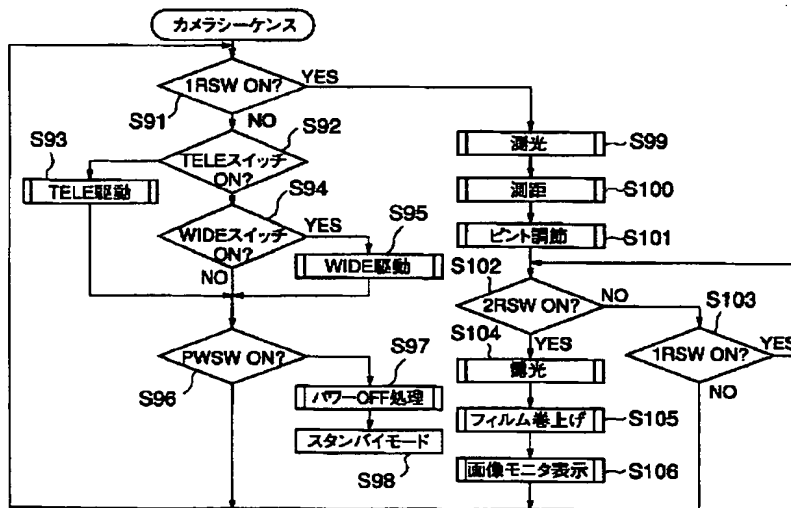 カメラシーケンス
1RSW ON?
YES
S91
NO
S92
S93
TELEスイッチ
ON?
TELE駆動
S94
WIDEスイッチ
ON?
YES
S95
WIDE駆動
NO
PWSW ON?
S96
S97
パワーOFF処理
スタンバイモード
S98
測光
S99
測距
S100
ピント調節
S101
S102
2RSW ON?
NO
S103
1RSW ON?
YES
NO
S104
YES
露光
フィルム巻上げ
S105
画像モニタ表示
S106